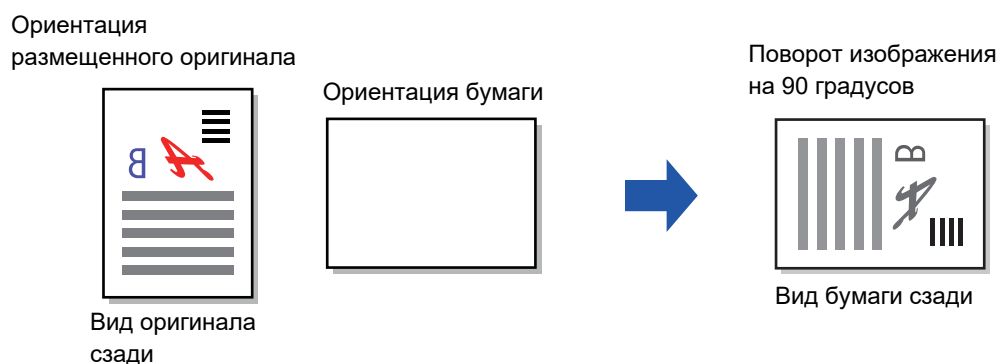 Ориентация
размещенного оригинала
Ориентация бумаги
Поворот изображения
на 90 градусов
B A
B
A
Вид оригинала
сзади
Вид бумаги сзади